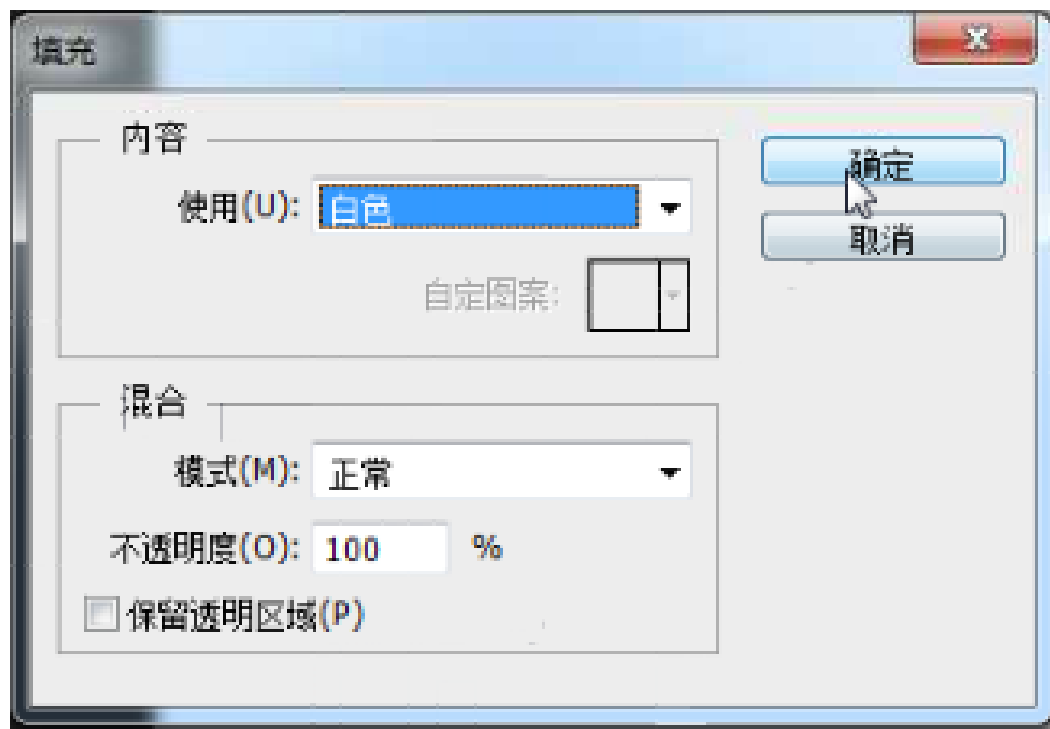 填充
内容
使用(U): 白色
自定图案:
混合
模式(M): 正常
不透明度(O): 100 %
保留透明区域(P)
确定
取消